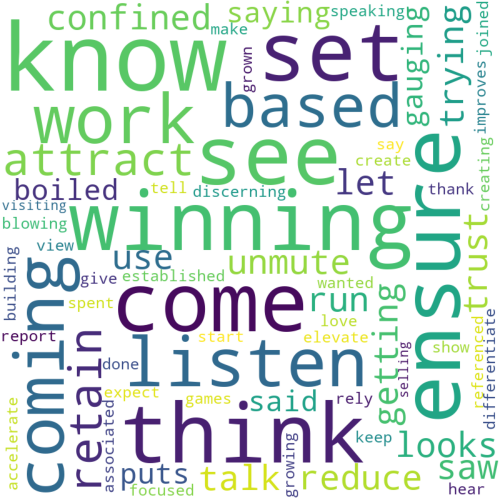 confined
saying
speaking
make
know
set
grown
gauging
trying
improves
joined
work
based
attract
see
creating
boiled
let
say
create
tell
discerning
thank
visiting
blowing
winning
ensure
trust
view
use
unmute
building
coming
give
established
wanted
spent
come
run
getting
selling
show
referenced
differentiate
report
retain
listen
start
love
elevate
done
think
said
rely
looks
accelerate
associated
expect
games
growing
keep
saw
puts
focused
talk
reduce
hear